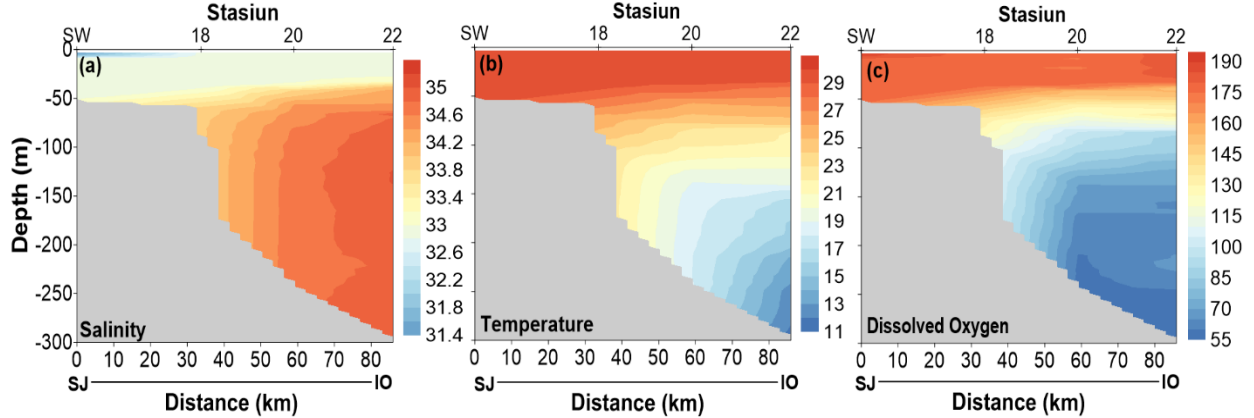 Stasiun
SW 18 20 22
(a)
0
-50
-100
-150
-200
-250
-300
Depth (m)
Salinity
0 10 20 30 40 50 60 70 80
SJ IO
Distance (km)
35
34.6
34.2
33.8
33.4
33
32.6
32.2
31.8
31.4
Stasiun
SW 18 20 22
(b)
Temperature
0 10 20 30 40 50 60 70 80
SJ IO
Distance (km)
29
27
25
23
21
19
17
15
13
11
Stasiun
SW 18 20 22
(c)
Dissolved Oxygen
0 10 20 30 40 50 60 70 80
SJ IO
Distance (km)
190
175
160
145
130
115
100
85
70
55